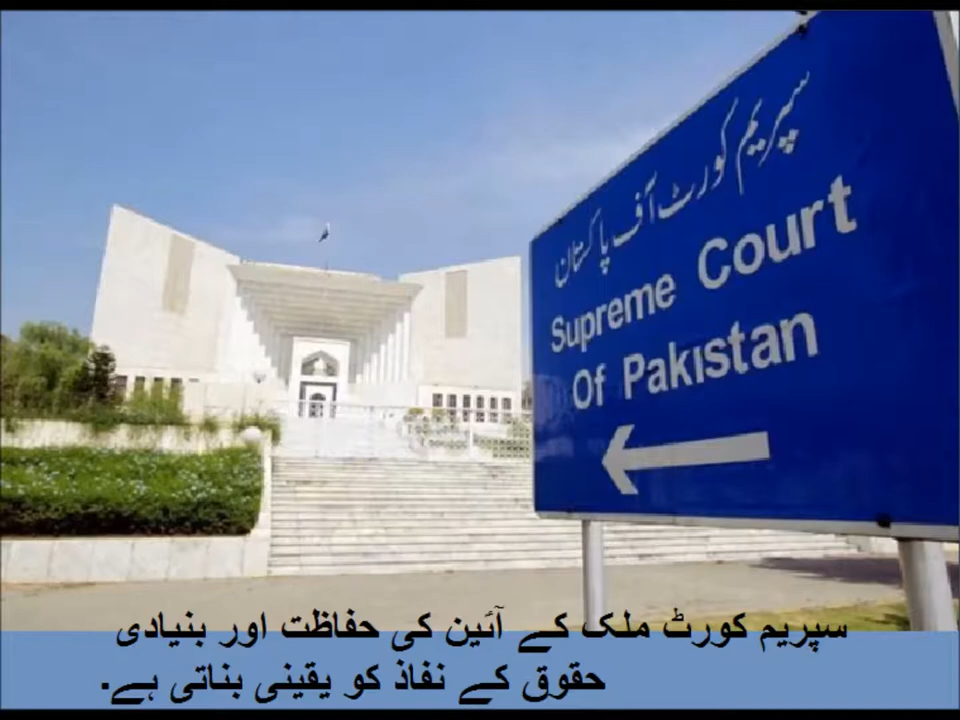 سپریم کورٹ آف پاکستان
Supreme Court
Of Pakistan
سپریم کورٹ ملک کے آئین کی حفاظت اور بنیادی
حقوق کے نفاذ کو یقینی بناتی ہے۔